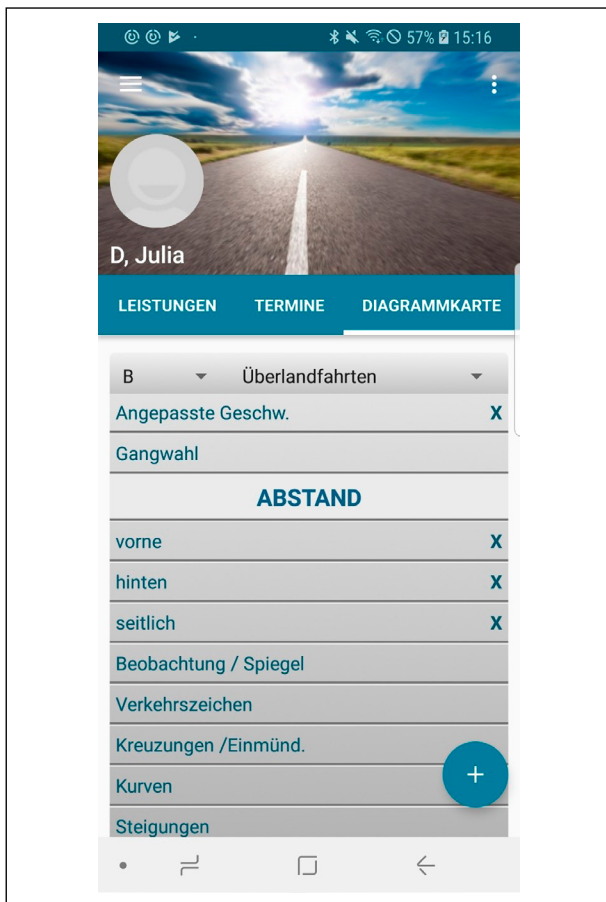 57% 15:16
D, Julia
LEISTUNGEN TERMINE DIAGRAMMKARTE
B Überlandfahrten
Angepasste Geschw. X
Gangwahl
ABSTAND
vorne X
hinten X
seitlich X
Beobachtung / Spiegel
Verkehrszeichen
Kreuzungen /Einmünd.
Kurven
Steigungen